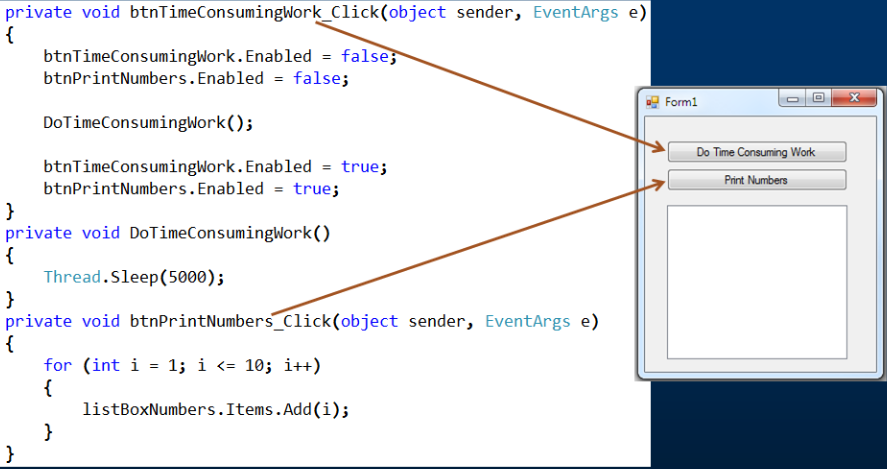 private void btnTimeConsumingWork_Click(object sender, EventArgs e)
{
    btnTimeConsumingWork.Enabled = false;
    btnPrintNumbers.Enabled = false;

    DoTimeConsumingWork();

    btnTimeConsumingWork.Enabled = true;
    btnPrintNumbers.Enabled = true;
}
private void DoTimeConsumingWork()
{
    Thread.Sleep(5000);
}
private void btnPrintNumbers_Click(object sender, EventArgs e)
{
    for (int i = 1; i <= 10; i++)
    {
        listBoxNumbers.Items.Add(i);
    }
}
Form1
Do Time Consuming Work
Print Numbers